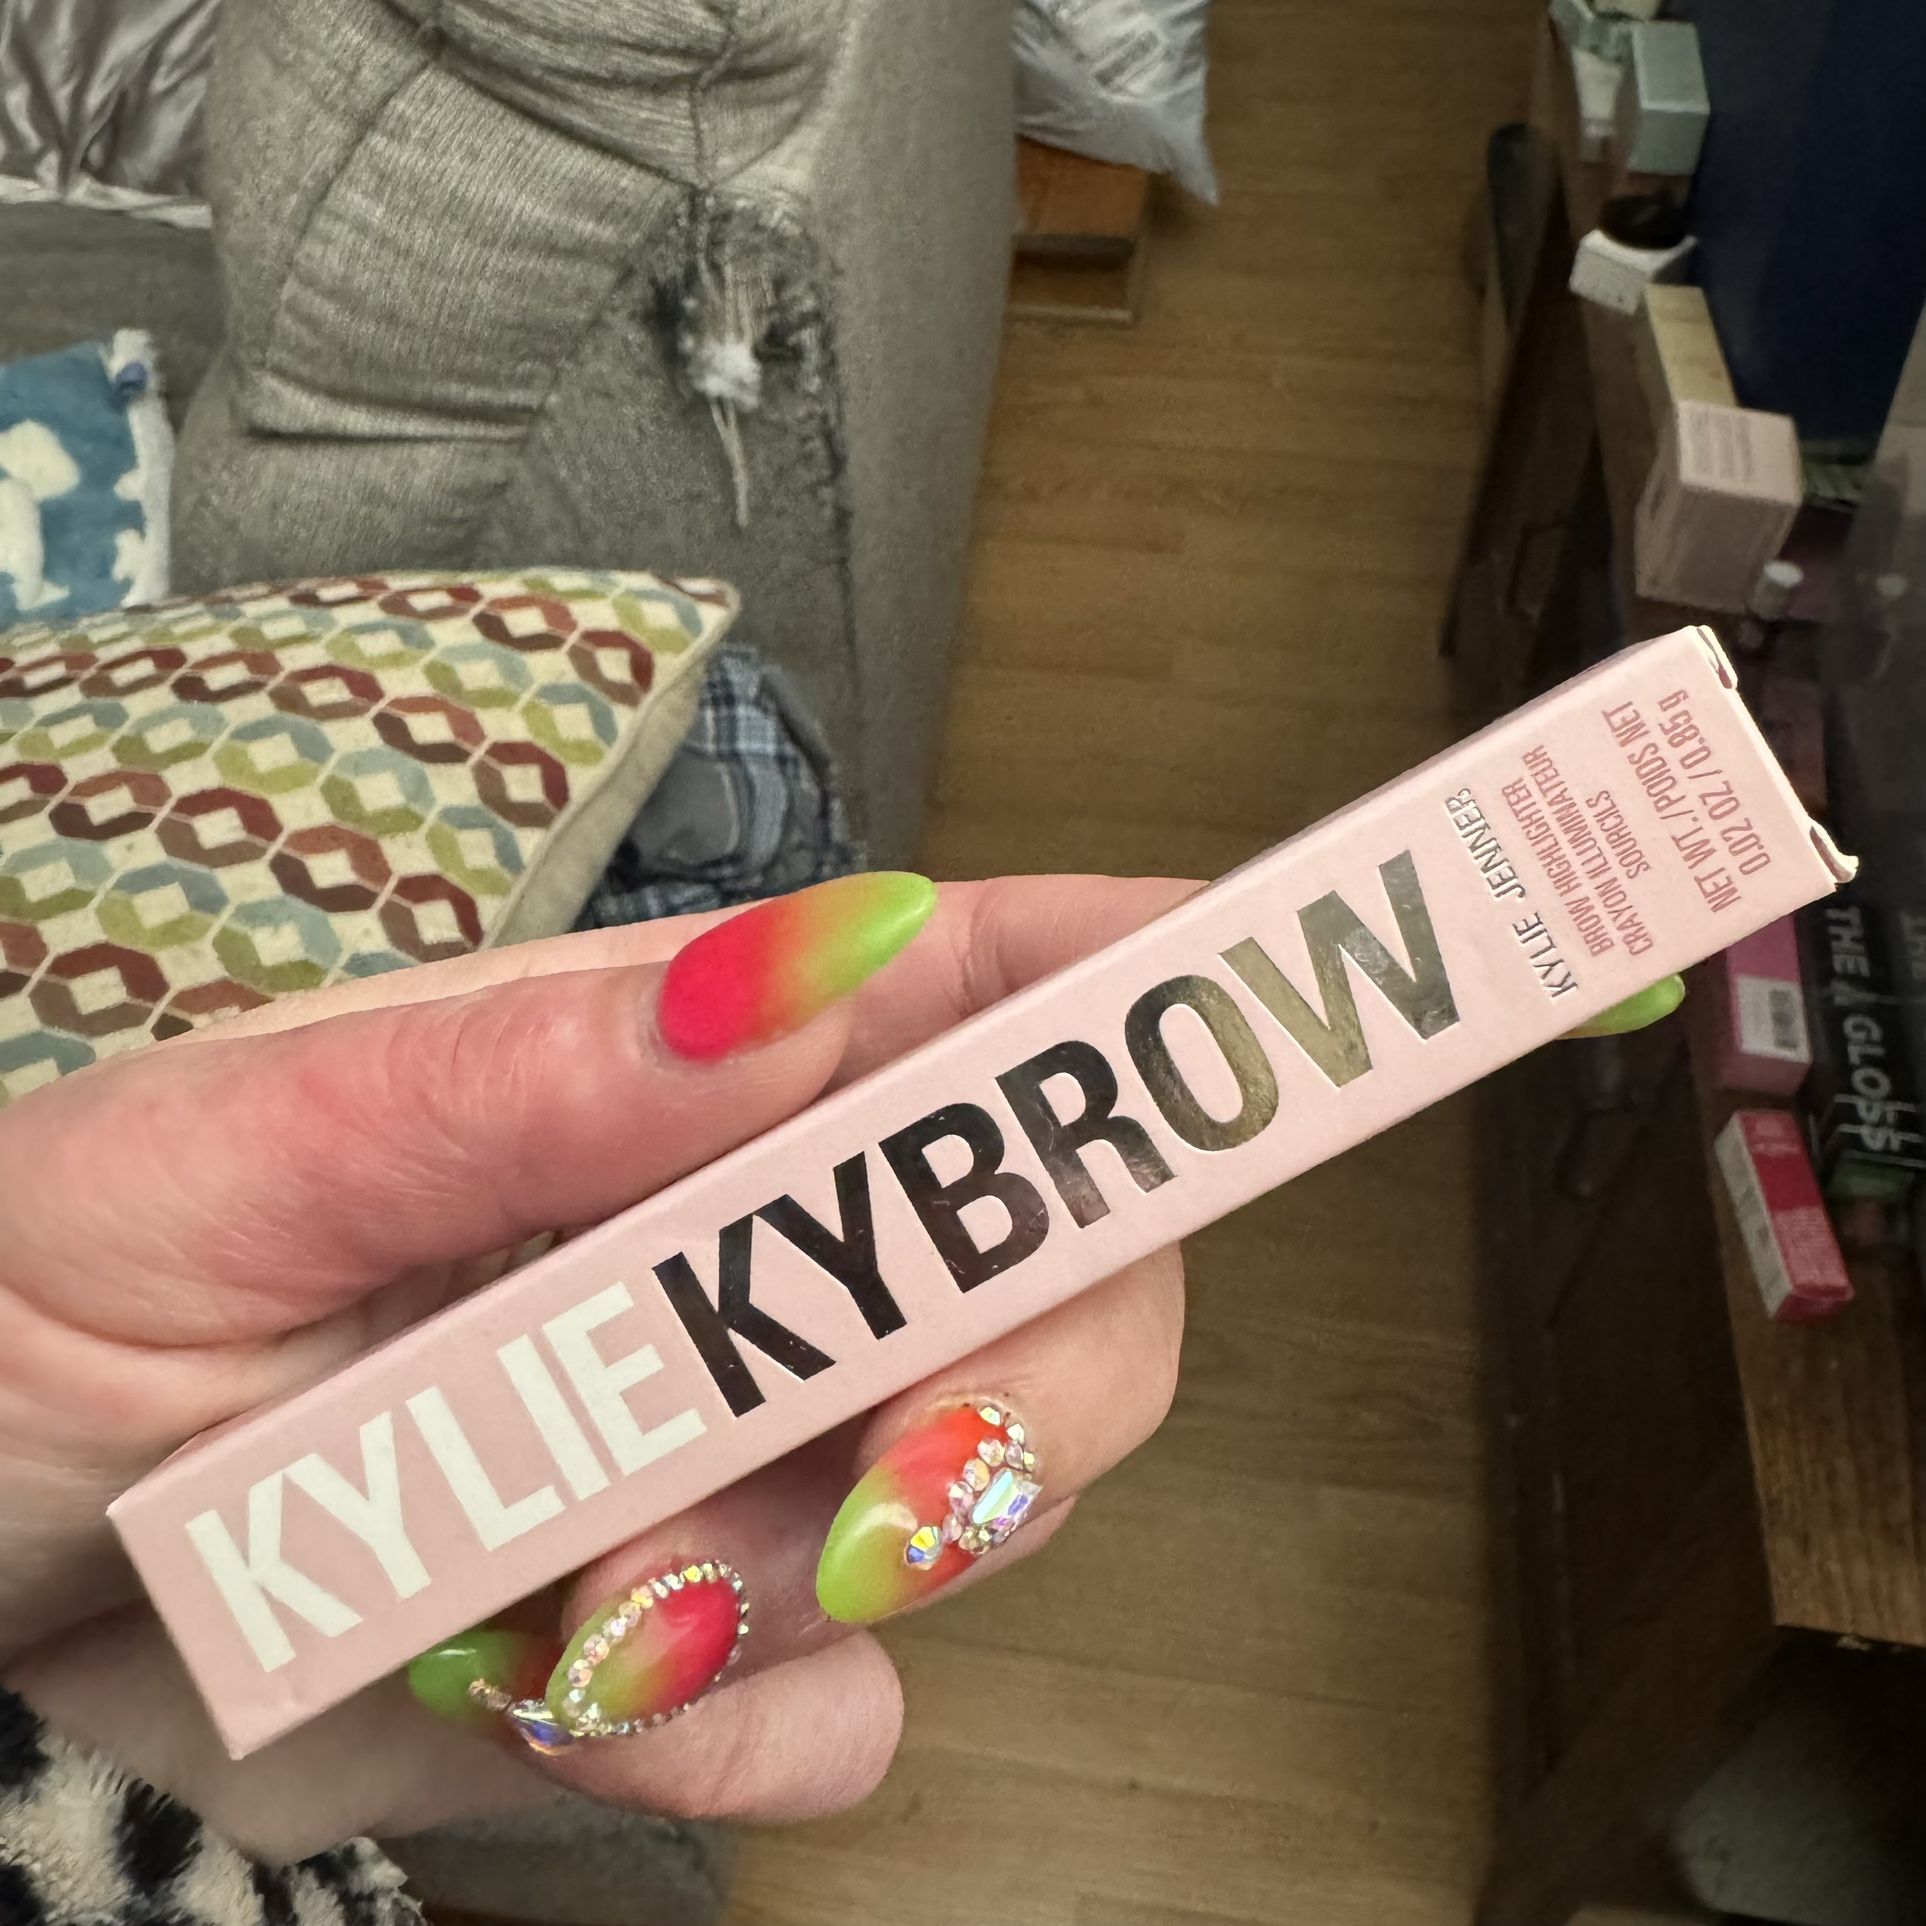 KYLIE KYBROW
KYLIE JENNER
BROW HIGHLIGHTER
CRAYON ILLUMINATEUR
SOURCILS
NET WT. / POIDS NET
0.02 OZ / 0.85g
THE
GLOSS